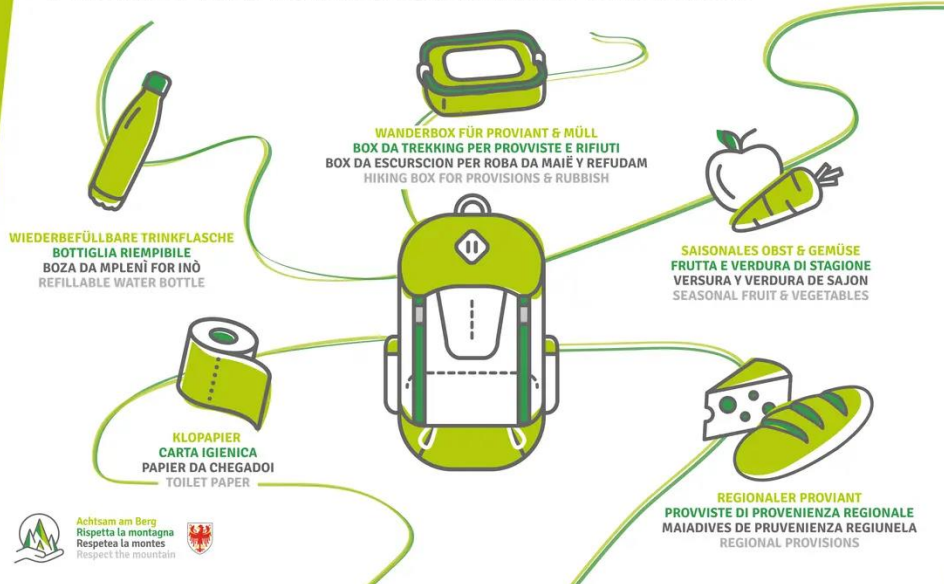 WANDERBOX FÜR PROVIANT & MÜLL
BOX DA TREKKING PER PROVVISTE E RIFIUTI
BOX DA ESCURSCION PER ROBA DA MAIË Y REFUDAM
HIKING BOX FOR PROVISIONS & RUBBISH
WIEDERBEFÜLLBARE TRINKFLASCHE
BOTTIGLIA RIEMPIBILE
BOZA DA MPLENÌ FOR INÒ
REFILLABLE WATER BOTTLE
SAISONALES OBST & GEMÜSE
FRUTTA E VERDURA DI STAGIONE
VERSURA Y VERDURA DE SAJON
SEASONAL FRUIT & VEGETABLES
KLOPAPIER
CARTA IGIENICA
PAPIER DA CHEGADOI
TOILET PAPER
REGIONALER PROVIANT
PROVVISTE DI PROVENIENZA REGIONALE
MAIADIVES DE PRUVENIENZA REGIUNELA
REGIONAL PROVISIONS
Achtsam am Berg
Rispetta la montagna
Respetea la montes
Respect the mountain